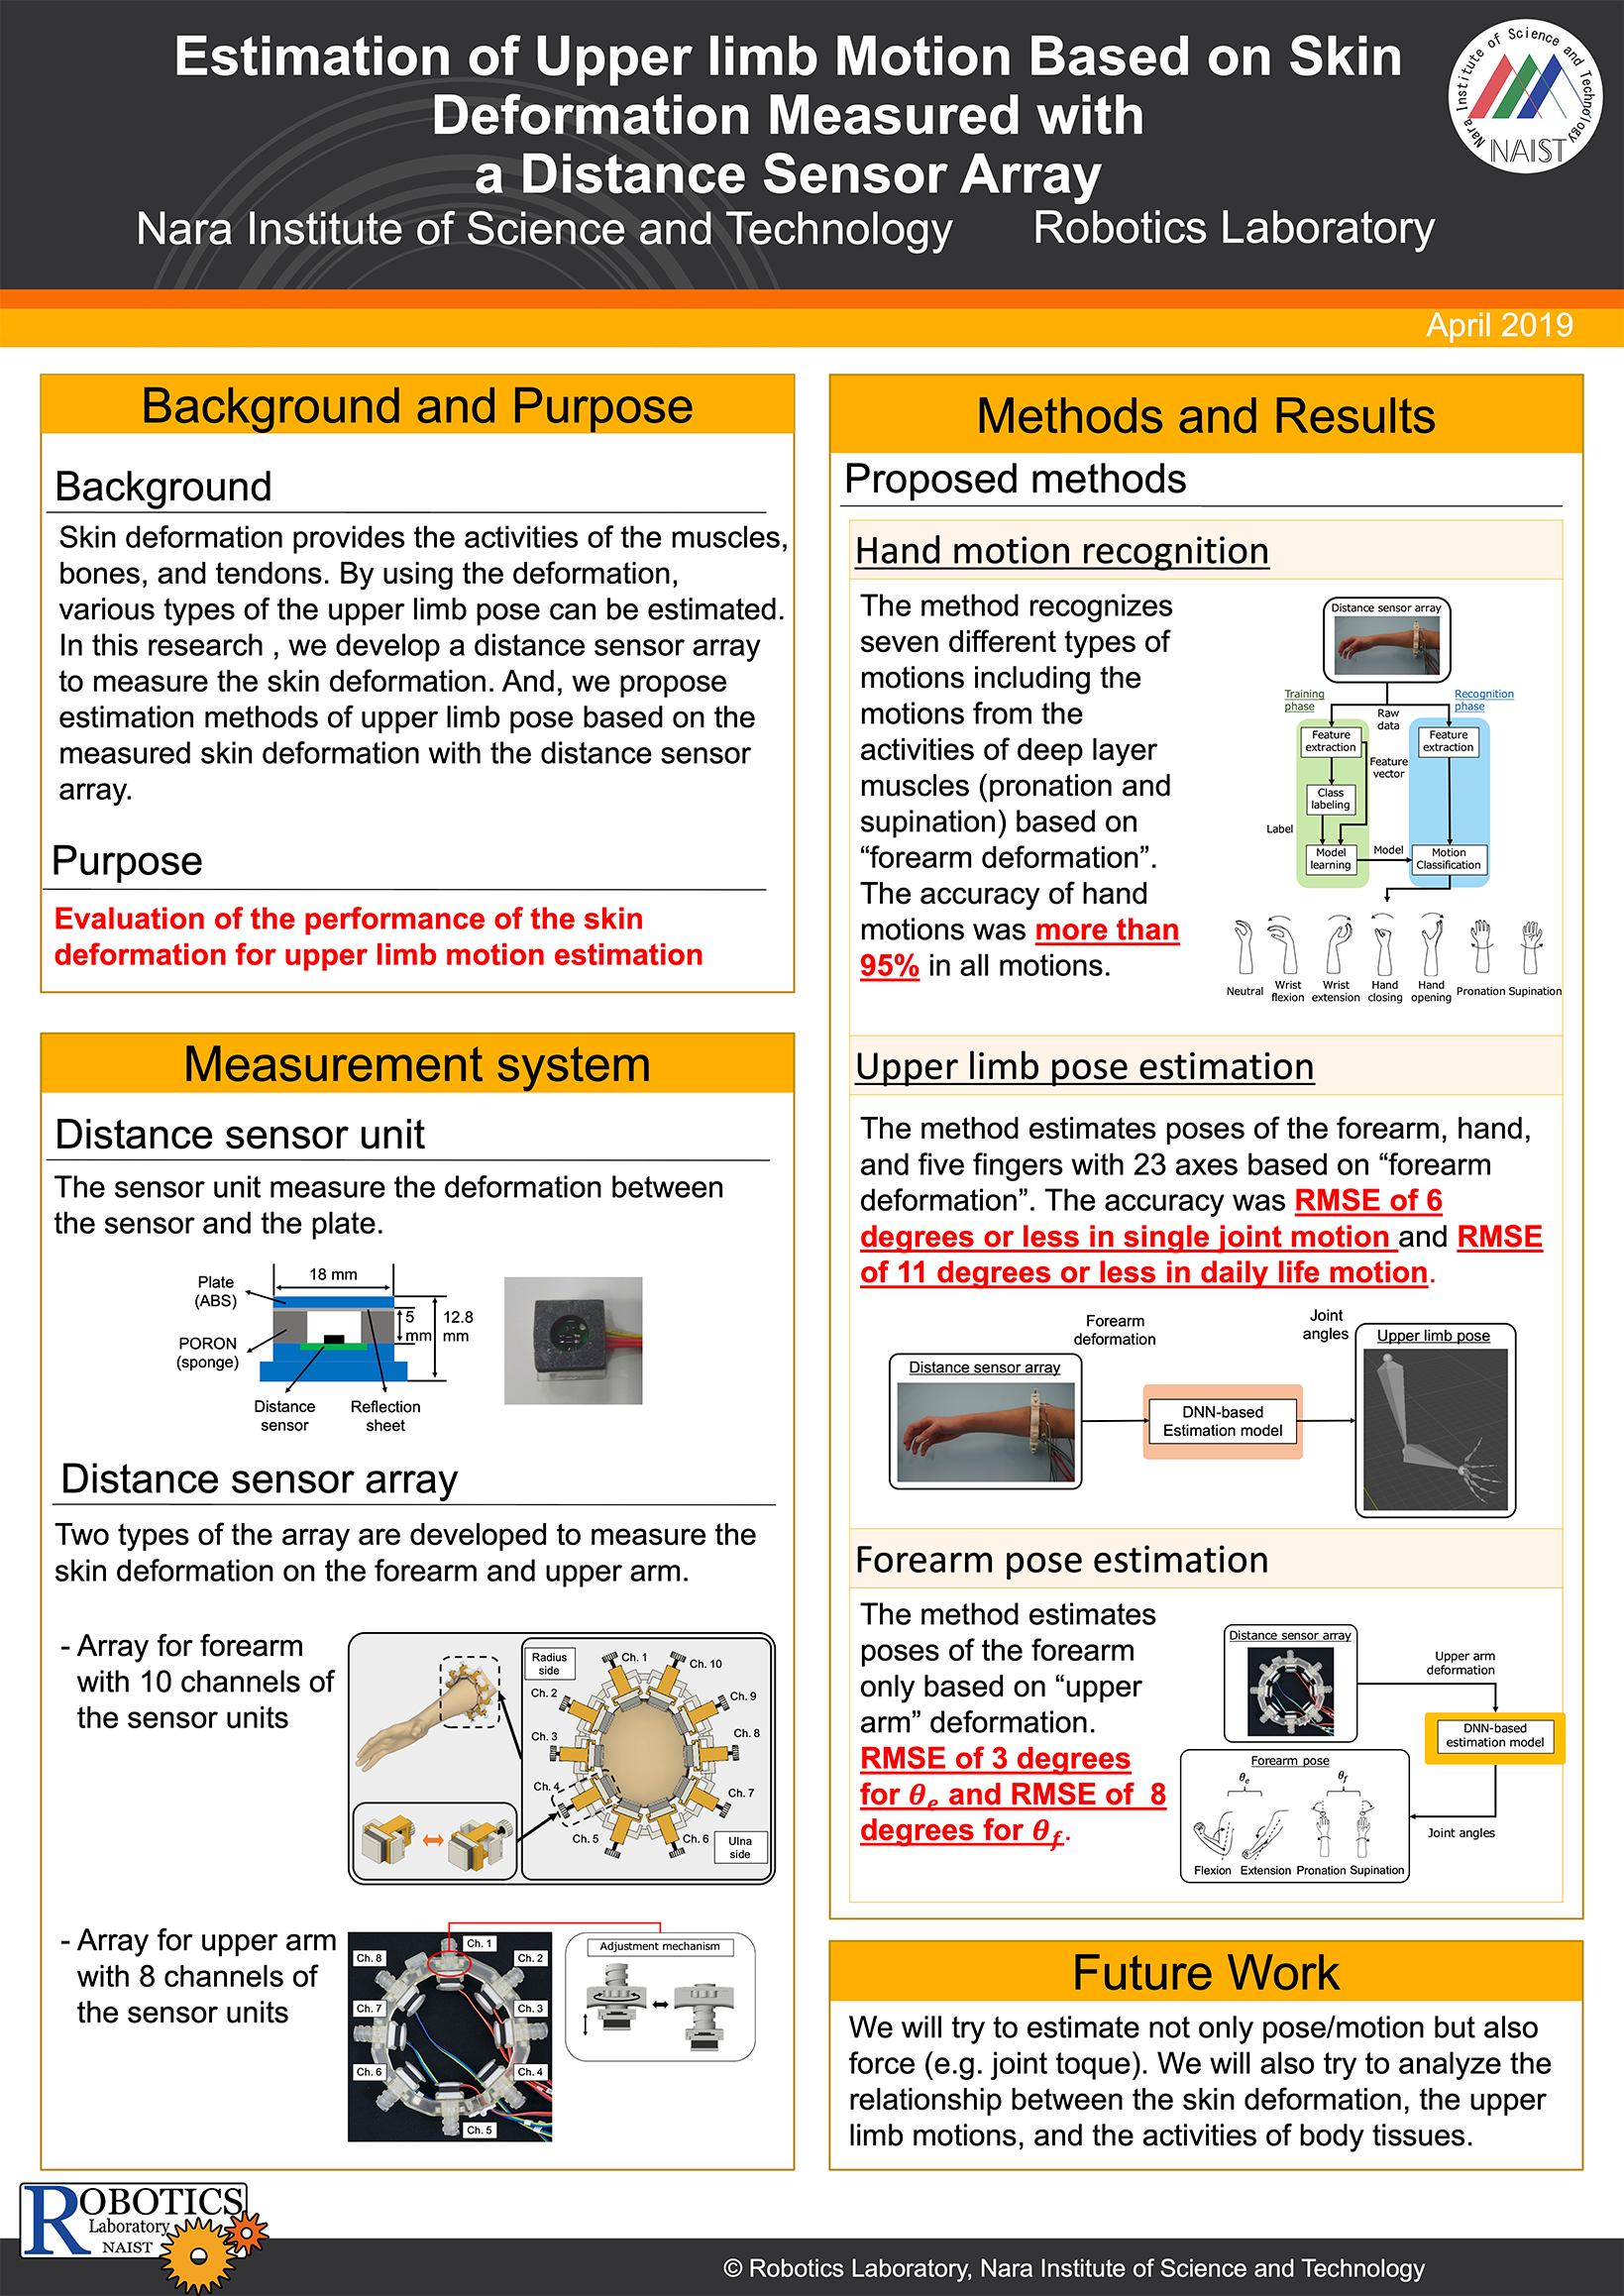 Estimation of Upper limb Motion Based on Skin
Deformation Measured with
a Distance Sensor Array
Nara Institute of Science and Technology Robotics Laboratory
Nara Institute of Science and Technology
NAIST
April 2019
Background and Purpose
Background
Skin deformation provides the activities of the muscles,
bones, and tendons. By using the deformation,
various types of the upper limb pose can be estimated.
In this research , we develop a distance sensor array
to measure the skin deformation. And, we propose
estimation methods of upper limb pose based on the
measured skin deformation with the distance sensor
array.
Purpose
Evaluation of the performance of the skin
deformation for upper limb motion estimation
Measurement system
Distance sensor unit
The sensor unit measure the deformation between
the sensor and the plate.
18 mm
Plate
(ABS)
5
mm
12.8
mm
PORON
(sponge)
Distance
sensor
Reflection
sheet
Distance sensor array
Two types of the array are developed to measure the
skin deformation on the forearm and upper arm.
- Array for forearm
with 10 channels of
the sensor units
Radius
side
Ch. 1
Ch. 10
Ch. 2
Ch. 9
Ch. 3
Ch. 8
Ch. 4
Ch. 7
Ch. 5
Ch. 6
Ulna
side
- Array for upper arm
with 8 channels of
the sensor units
Ch. 1
Ch. 8
Ch. 2
Ch. 7
Ch. 3
Ch. 6
Ch. 4
Ch. 5
Adjustment mechanism
Methods and Results
Proposed methods
Hand motion recognition
The method recognizes
seven different types of
motions including the
motions from the
activities of deep layer
muscles (pronation and
supination) based on
“forearm deformation”.
The accuracy of hand
motions was more than
95% in all motions.
Distance sensor array
Training
phase
Recognition
phase
Raw
data
Feature
extraction
Feature
extraction
Feature
vector
Class
labeling
Label
Model
learning
Model
Motion
Classification
Neutral
Wrist
flexion
Wrist
extension
Hand
closing
Hand
opening
Pronation
Supination
Upper limb pose estimation
The method estimates poses of the forearm, hand,
and five fingers with 23 axes based on “forearm
deformation”. The accuracy was RMSE of 6
degrees or less in single joint motion and RMSE
of 11 degrees or less in daily life motion.
Forearm
deformation
Joint
angles
Distance sensor array
DNN-based
Estimation model
Upper limb pose
Forearm pose estimation
The method estimates
poses of the forearm
only based on “upper
arm” deformation.
RMSE of 3 degrees
for θe and RMSE of 8
degrees for θf.
Distance sensor array
Upper arm
deformation
DNN-based
estimation model
Forearm pose
θe
θf
Joint angles
Flexion
Extension
Pronation
Supination
Future Work
We will try to estimate not only pose/motion but also
force (e.g. joint toque). We will also try to analyze the
relationship between the skin deformation, the upper
limb motions, and the activities of body tissues.
ROBOTICS
Laboratory
NAIST
© Robotics Laboratory, Nara Institute of Science and Technology